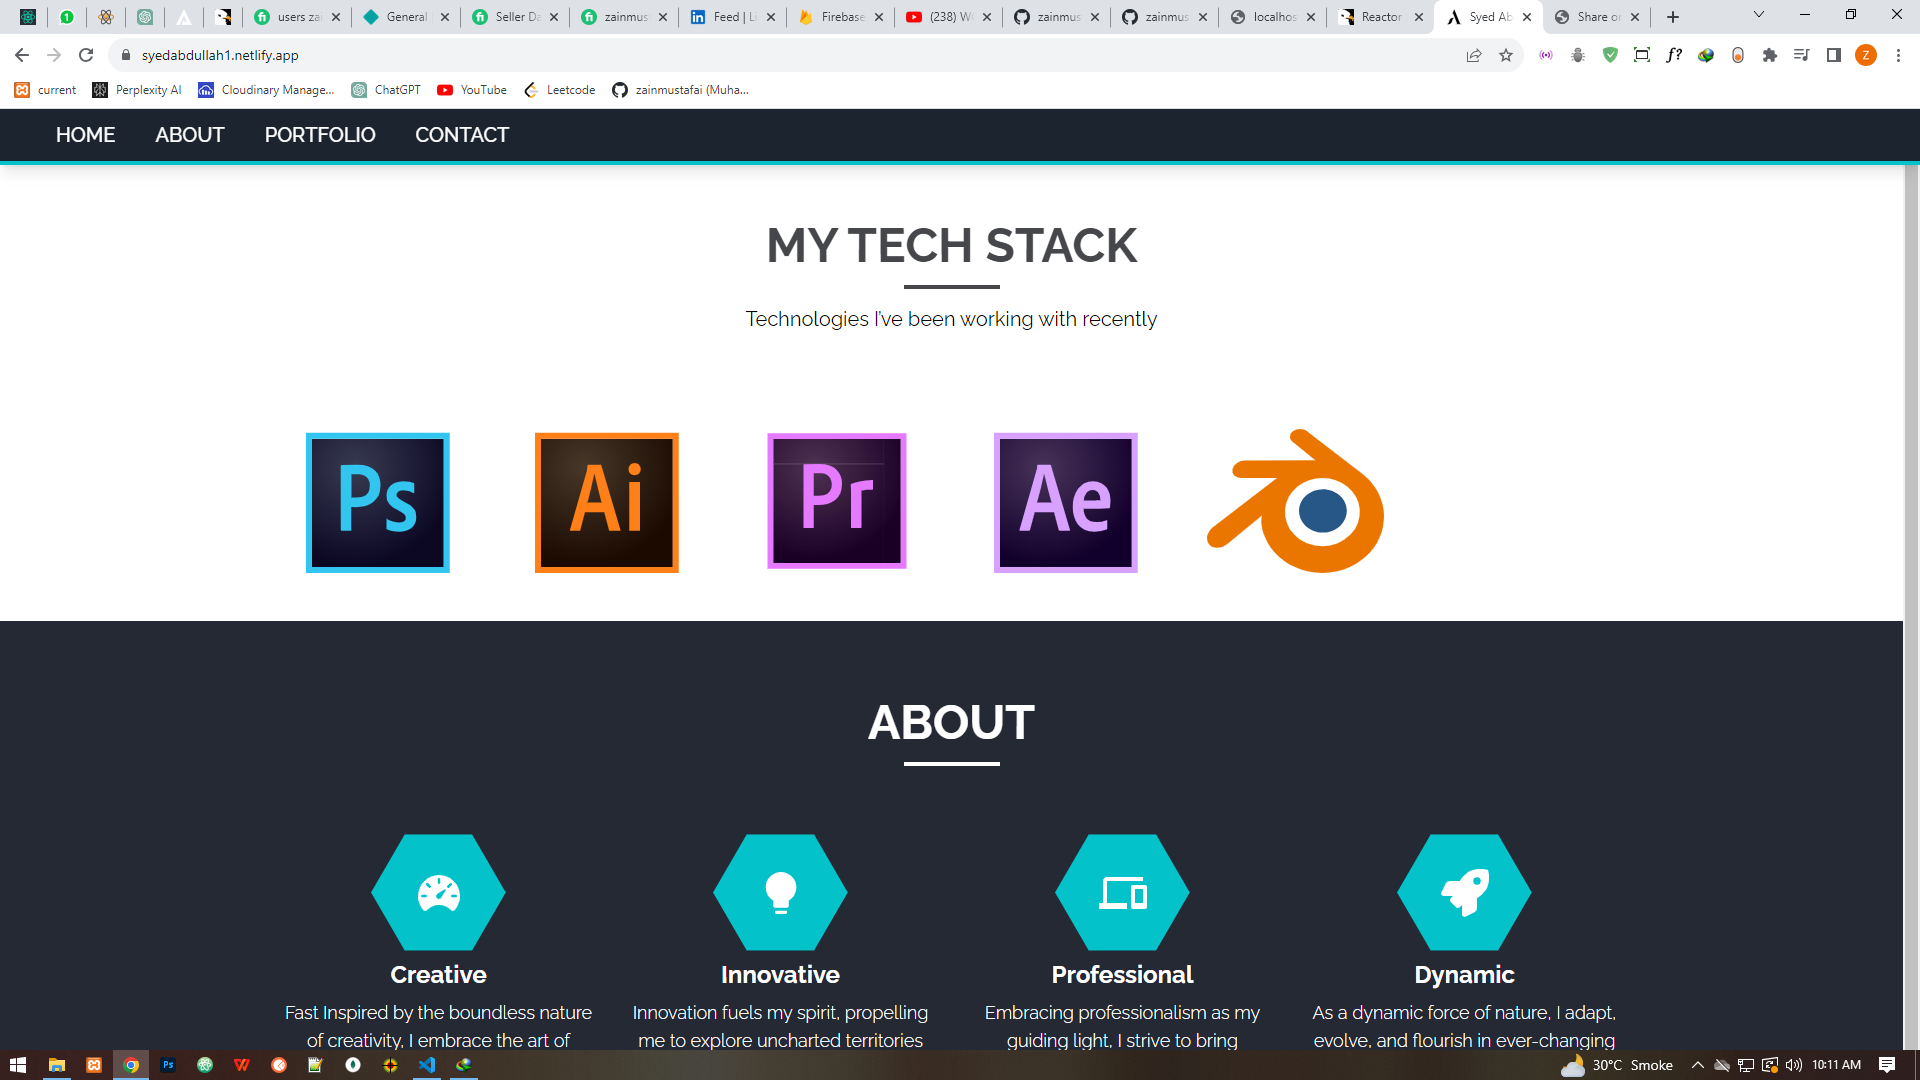 users za
General
Seller Da
zainmus
Feed | Li
Firebase
(238) W
zainmus
zainmus
localhos
Reactor
Syed Ab
Share o
syedabdullah1.netlify.app
f?
Z
current
Perplexity AI
Cloudinary Manage...
ChatGPT
YouTube
Leetcode
zainmustafai (Muha...
HOME ABOUT PORTFOLIO CONTACT
MY TECH STACK
Technologies I've been working with recently
Ps
Ai
Pr
Ae
ABOUT
Creative
Fast Inspired by the boundless nature
of creativity, I embrace the art of
Innovative
Innovation fuels my spirit, propelling
me to explore uncharted territories
Professional
Embracing professionalism as my
guiding light, I strive to bring
Dynamic
As a dynamic force of nature, I adapt,
evolve, and flourish in ever-changing
Ps
30°C Smoke
10:11 AM